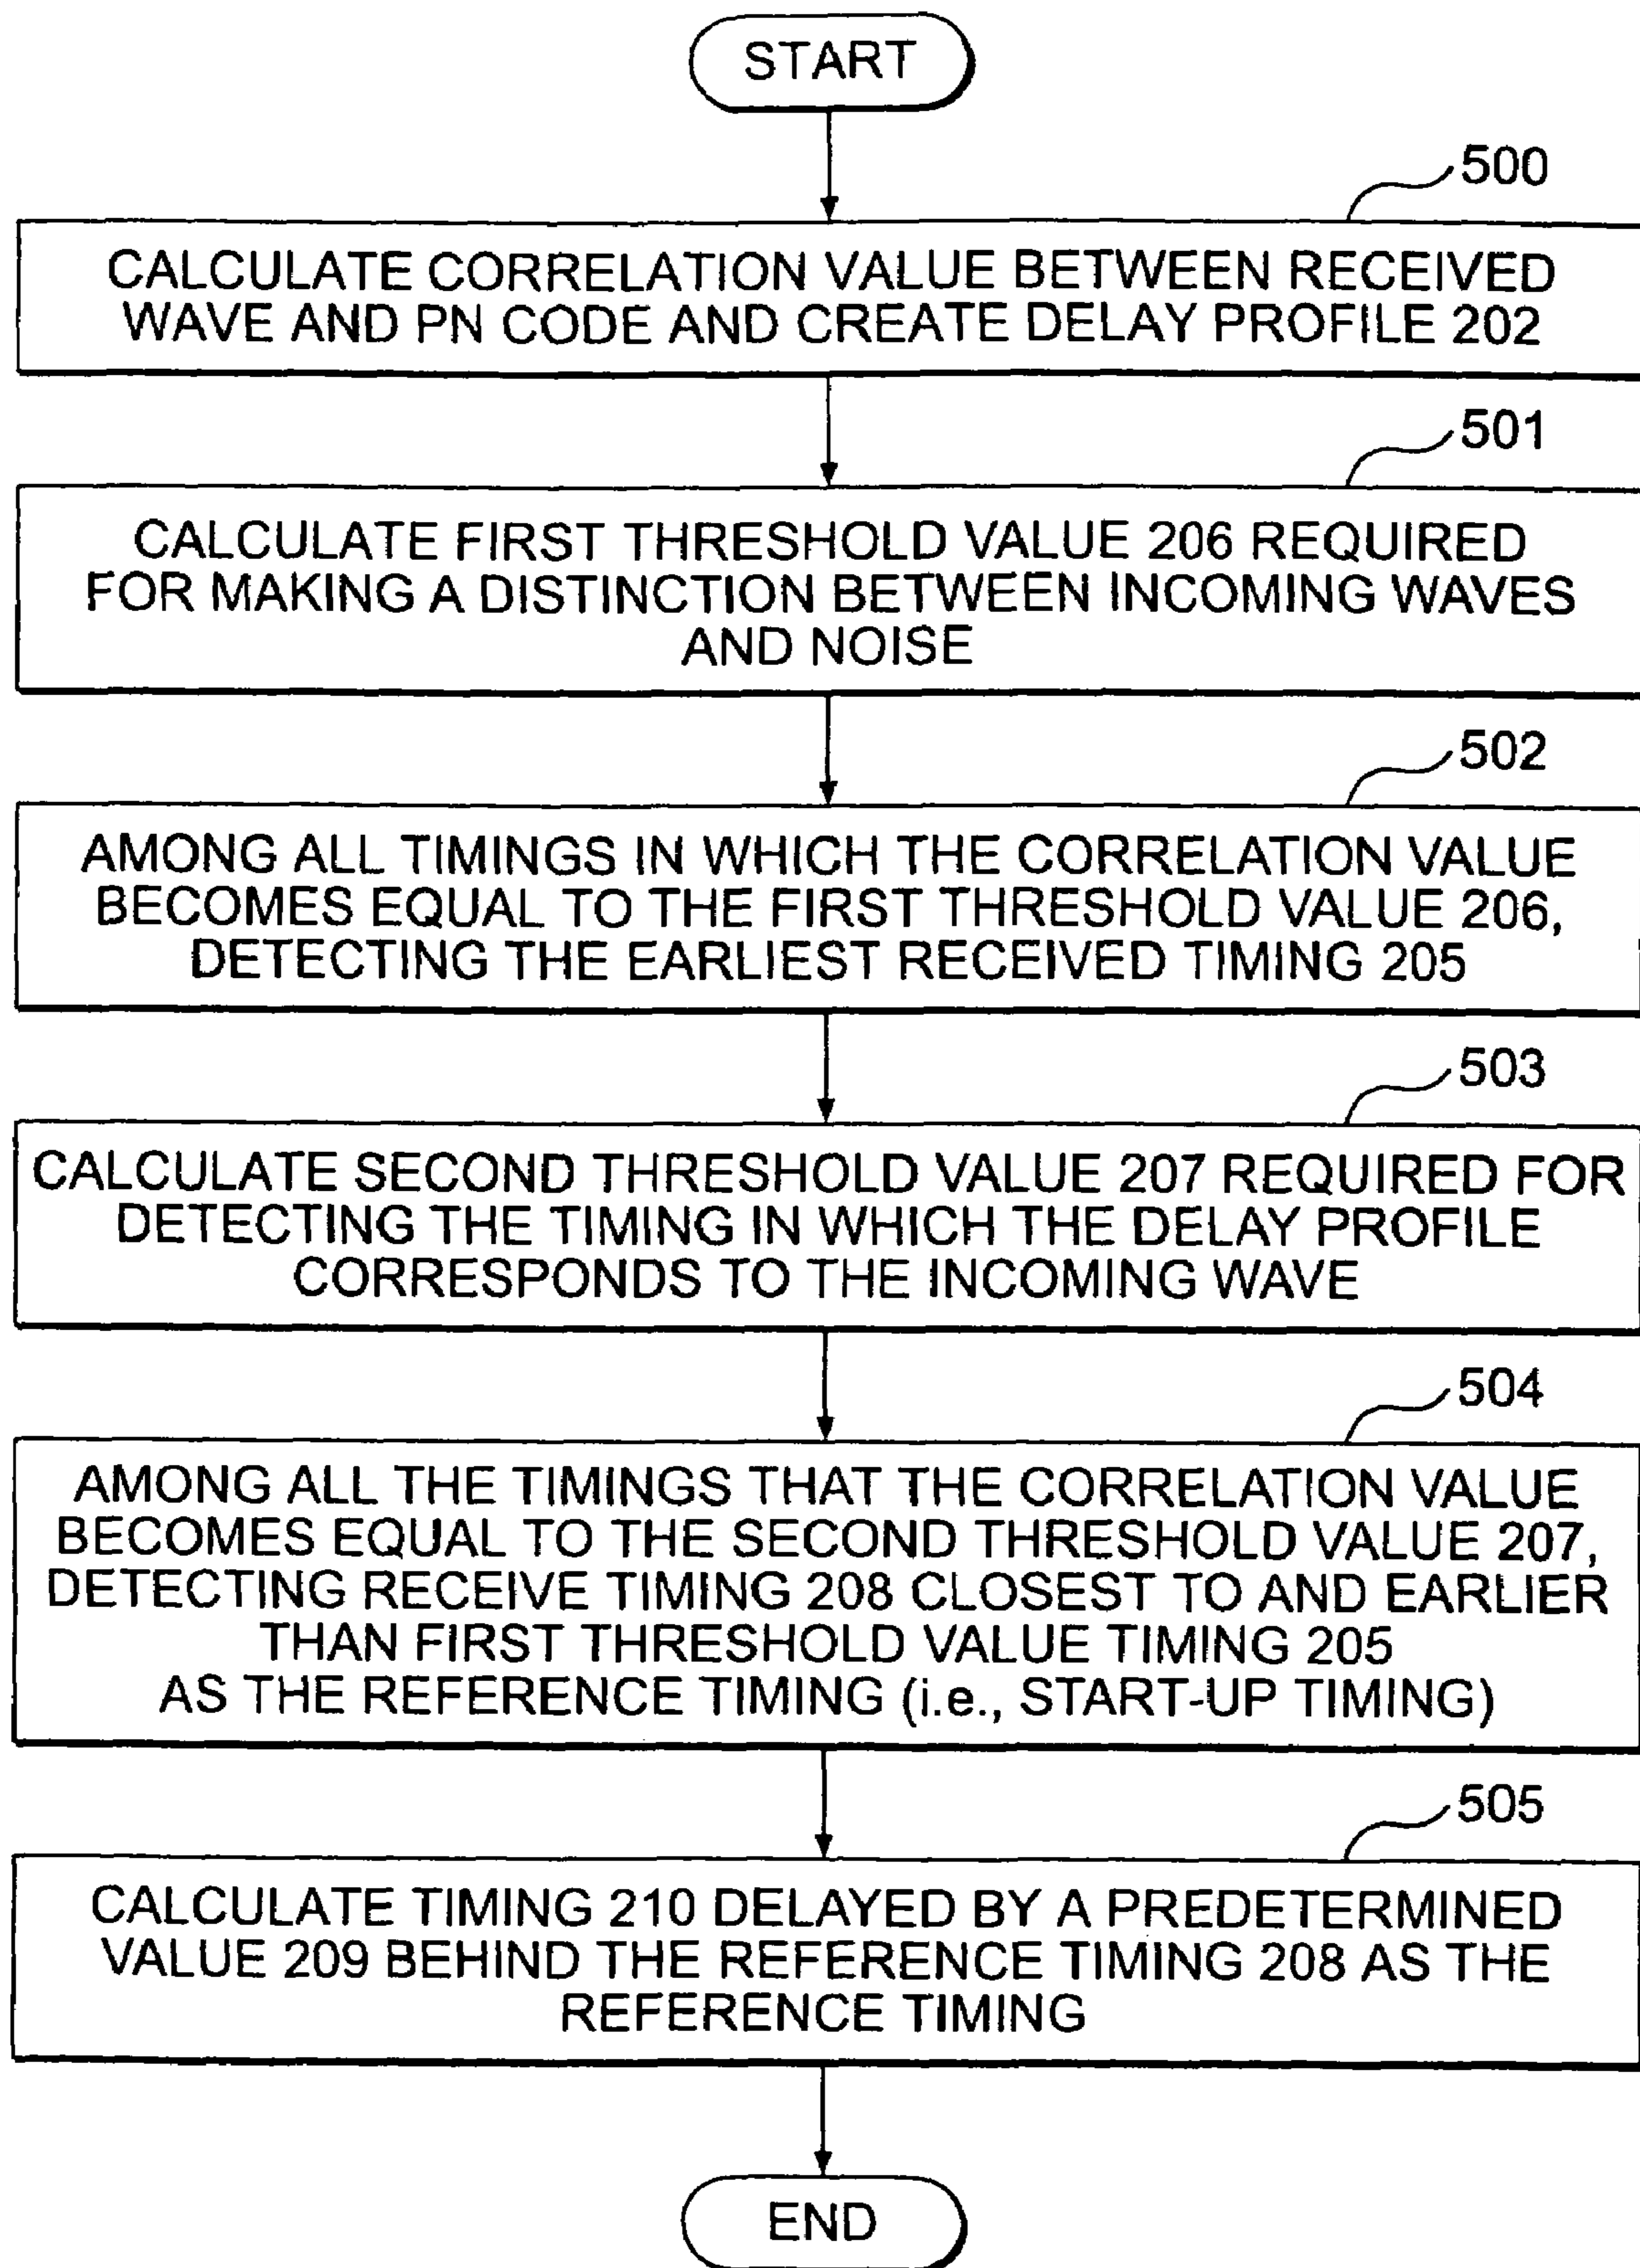 START
500
CALCULATE CORRELATION VALUE BETWEEN RECEIVED
WAVE AND PN CODE AND CREATE DELAY PROFILE 202
501
CALCULATE FIRST THRESHOLD VALUE 206 REQUIRED
FOR MAKING A DISTINCTION BETWEEN INCOMING WAVES
AND NOISE
502
AMONG ALL TIMINGS IN WHICH THE CORRELATION VALUE
BECOMES EQUAL TO THE FIRST THRESHOLD VALUE 206,
DETECTING THE EARLIEST RECEIVED TIMING 205
503
CALCULATE SECOND THRESHOLD VALUE 207 REQUIRED FOR
DETECTING THE TIMING IN WHICH THE DELAY PROFILE
CORRESPONDS TO THE INCOMING WAVE
504
AMONG ALL THE TIMINGS THAT THE CORRELATION VALUE
BECOMES EQUAL TO THE SECOND THRESHOLD VALUE 207,
DETECTING RECEIVE TIMING 208 CLOSEST TO AND EARLIER
THAN FIRST THRESHOLD VALUE TIMING 205
AS THE REFERENCE TIMING (i.e., START-UP TIMING)
505
CALCULATE TIMING 210 DELAYED BY A PREDETERMINED
VALUE 209 BEHIND THE REFERENCE TIMING 208 AS THE
REFERENCE TIMING
END